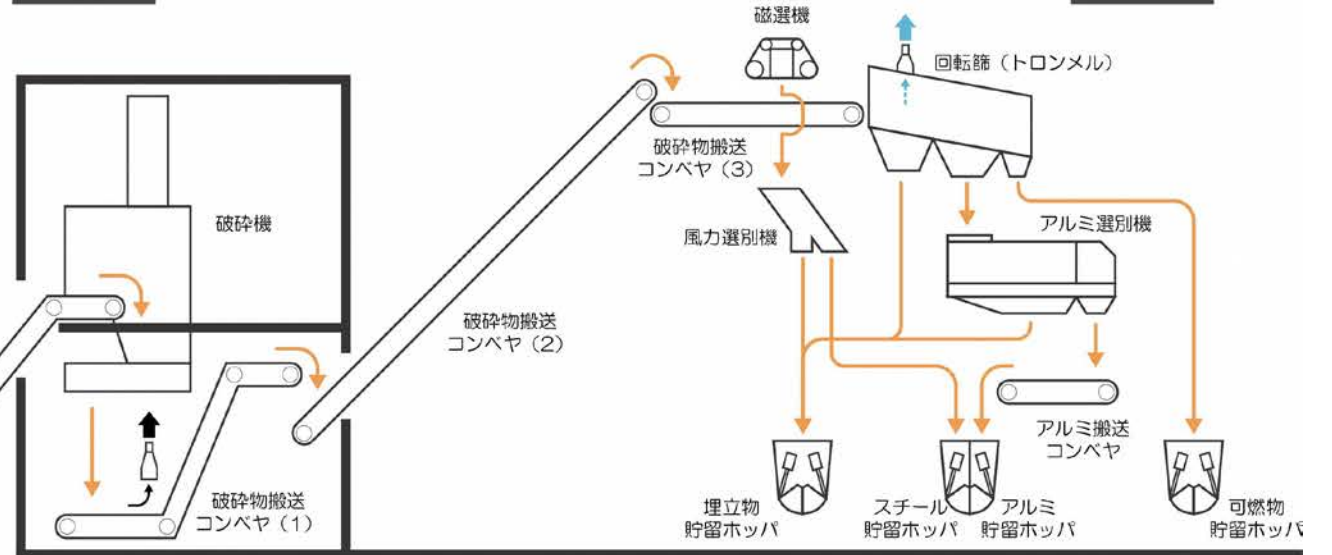 磁選機
回転篩（トロンメル）
破砕物搬送
コンベヤ（3）
破砕機
風力選別機
アルミ選別機
破砕物搬送
コンベヤ（2）
アルミ搬送
コンベヤ
破砕物搬送
コンベヤ（1）
埋立物
貯留ホッパ
スチール
貯留ホッパ
アルミ
貯留ホッパ
可燃物
貯留ホッパ